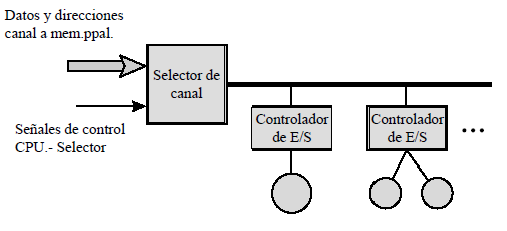 Datos y direcciones
canal a mem.ppal.
Selector de
canal
Señales de control
CPU.- Selector
Controlador
de E/S
Controlador
de E/S
...